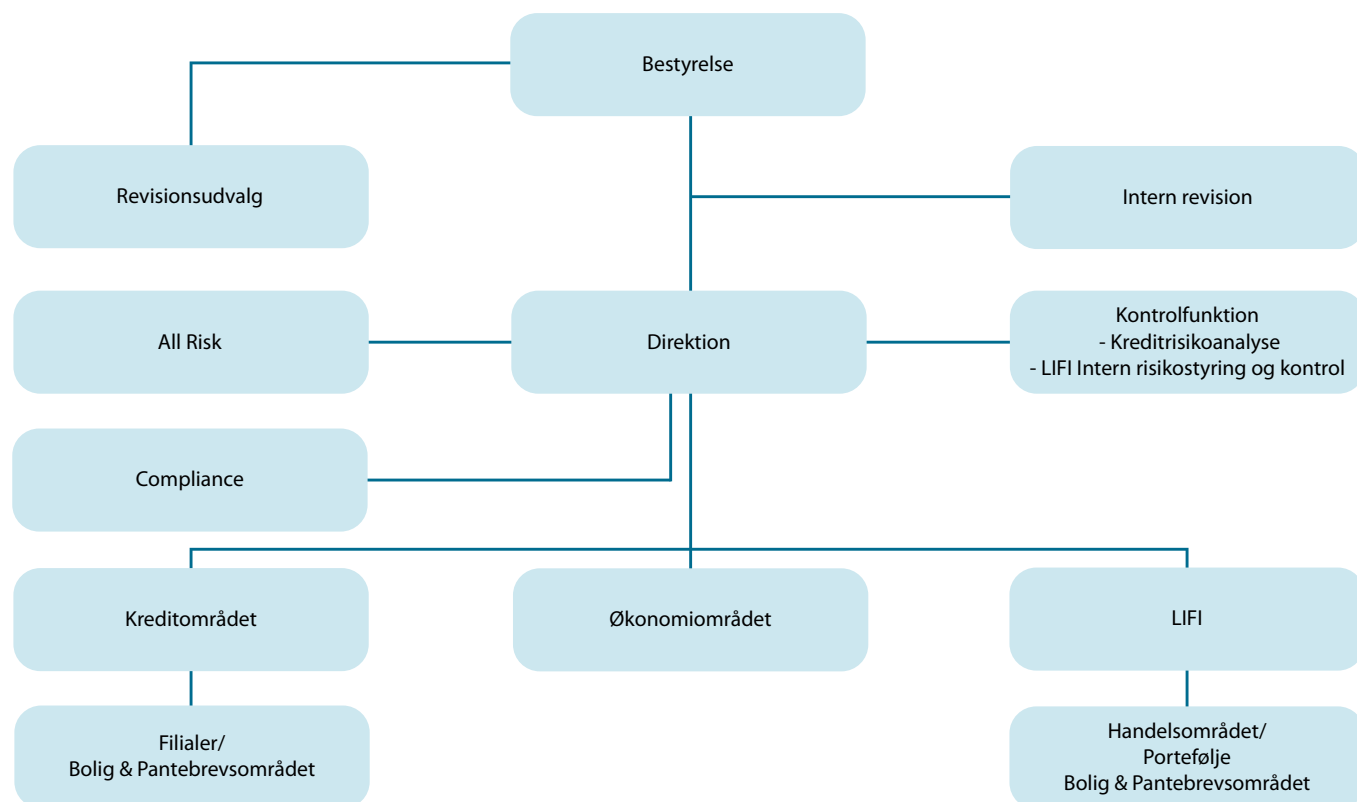 Bestyrelse
Revisionsudvalg
Intern revision
All Risk
Direktion
Kontrolfunktion
- Kreditrisikoanalyse
- LIFI Intern risikostyring og kontrol
Compliance
Kreditområdet
Økonomiområdet
LIFI
Filialer/
Bolig & Pantebrevsområdet
Handelsområdet/
Portefølje
Bolig & Pantebrevsområdet